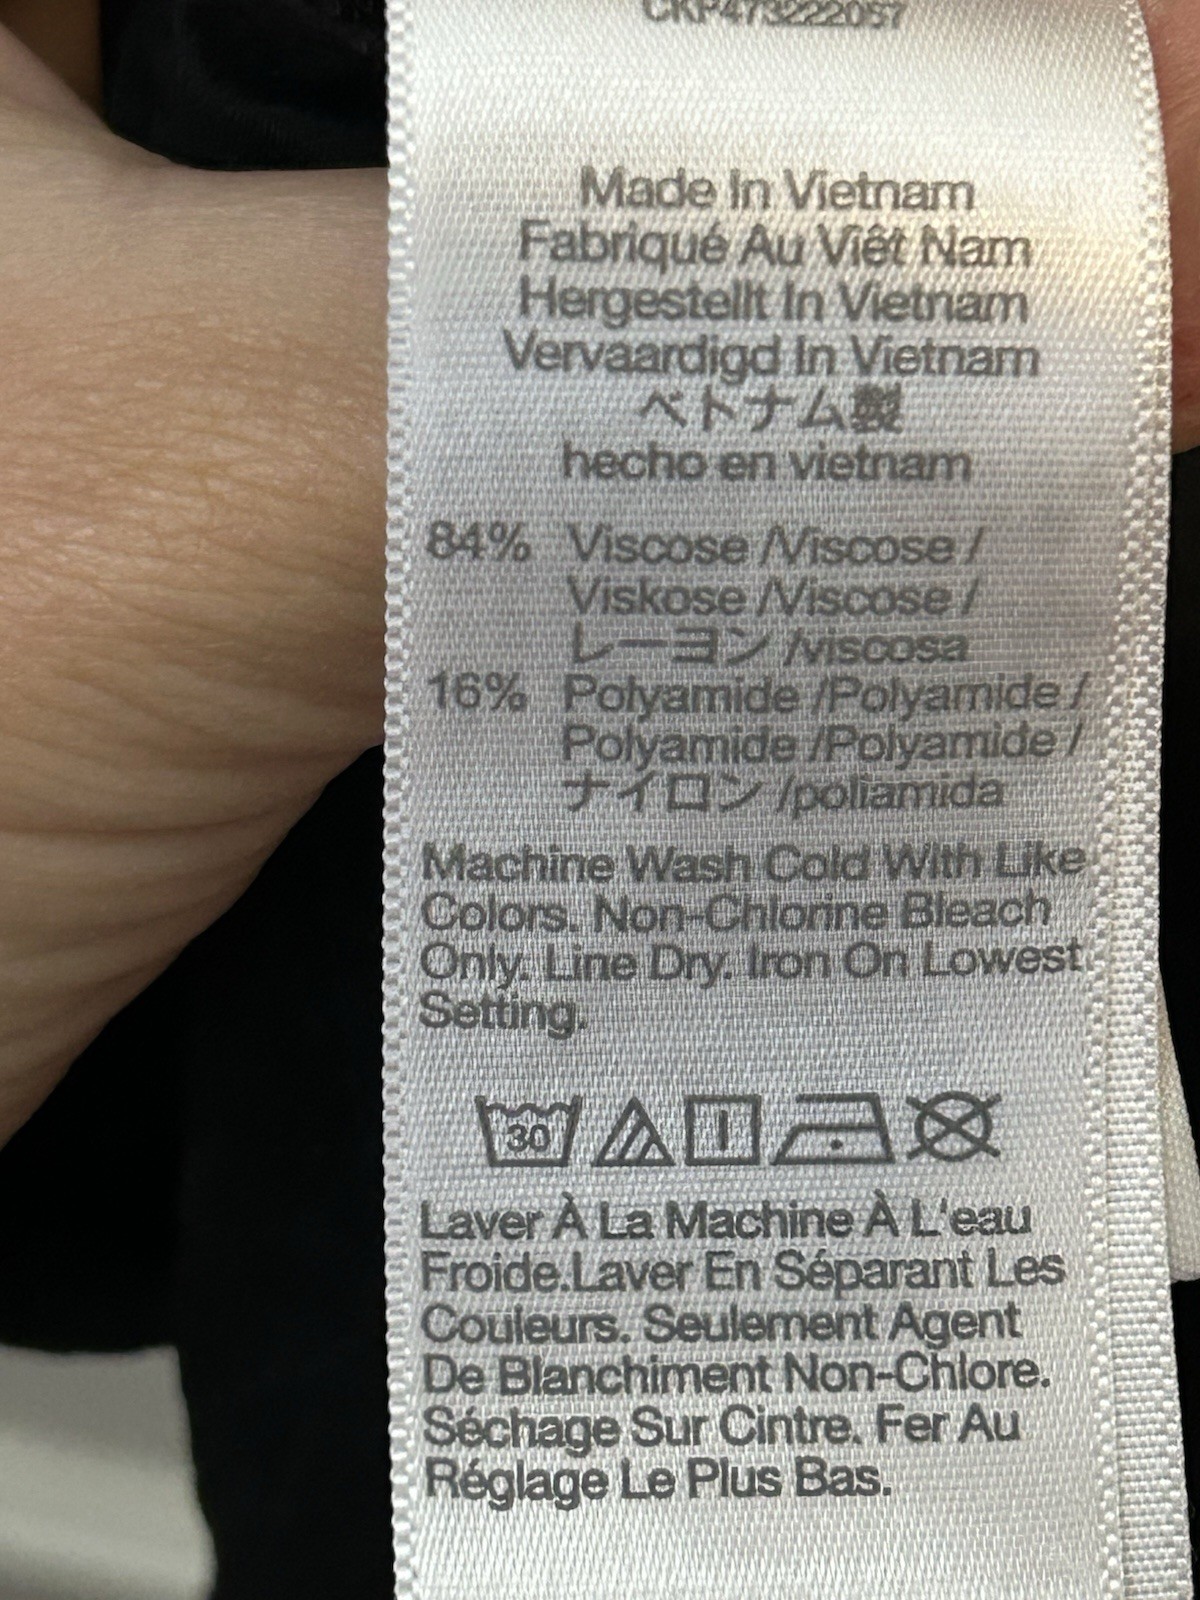 Made In Vietnam
Fabriqué Au Viêt Nam
Hergestellt In Vietnam
Vervaardigd In Vietnam
ベトナム製
hecho en vietnam
84% Viscose /Viscose /
Viskose /Viscose /
レーヨン /viscosa
16% Polyamide /Polyamide /
Polyamide /Polyamide /
ナイロン /poliamida
Machine Wash Cold With Like
Colors. Non-Chlorine Bleach
Only. Line Dry. Iron On Lowest
Setting.
30
Laver À La Machine À L'eau
Froide.Laver En Séparant Les
Couleurs. Seulement Agent
De Blanchiment Non-Chlore.
Séchage Sur Cintre. Fer Au
Réglage Le Plus Bas.